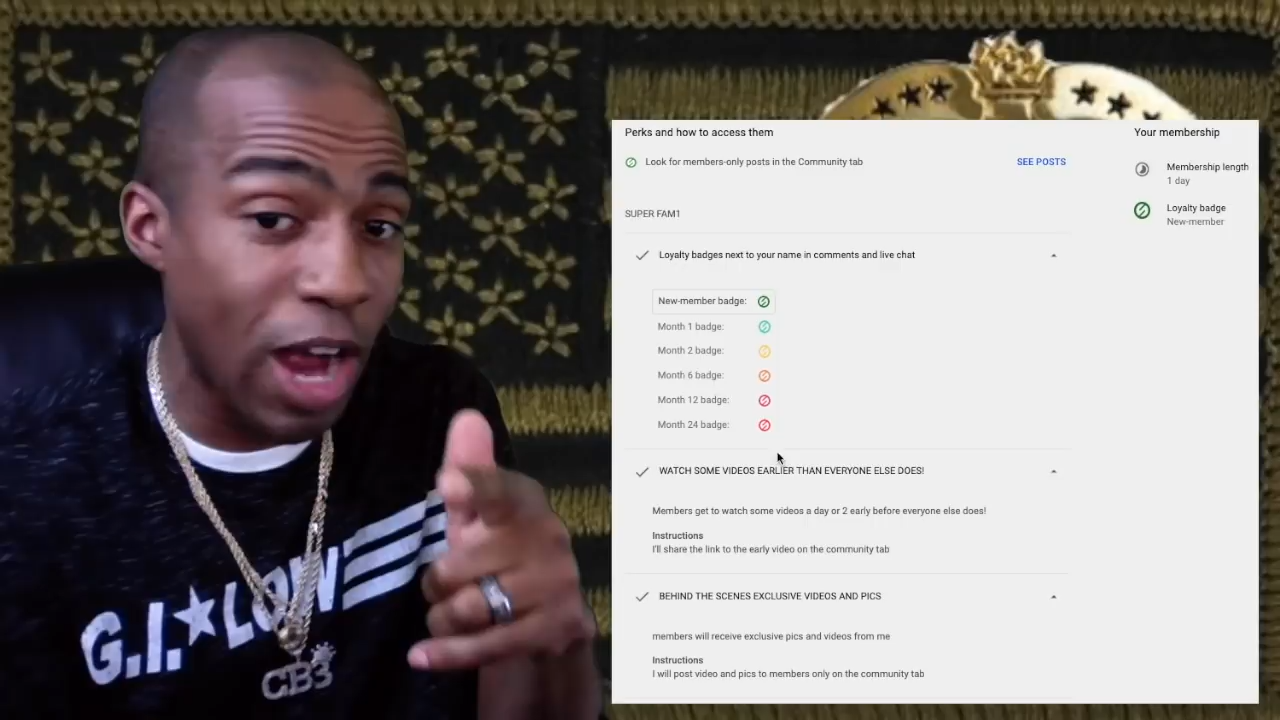 Perks and how to access them
Your membership
Look for members-only posts in the Community tab
SEE POSTS
Membership length
1 day
Loyalty badge
New-member
SUPER FAM1
Loyalty badges next to your name in comments and live chat
New-member badge:
Month 1 badge:
Month 2 badge:
Month 6 badge:
Month 12 badge:
Month 24 badge:
WATCH SOME VIDEOS EARLIER THAN EVERYONE ELSE DOES!
Members get to watch some videos a day or 2 early before everyone else does!
Instructions
I'll share the link to the early video on the community tab
BEHIND THE SCENES EXCLUSIVE VIDEOS AND PICS
members will receive exclusive pics and videos from me
Instructions
I will post video and pics to members only on the community tab
G.I.★LOW
CB3